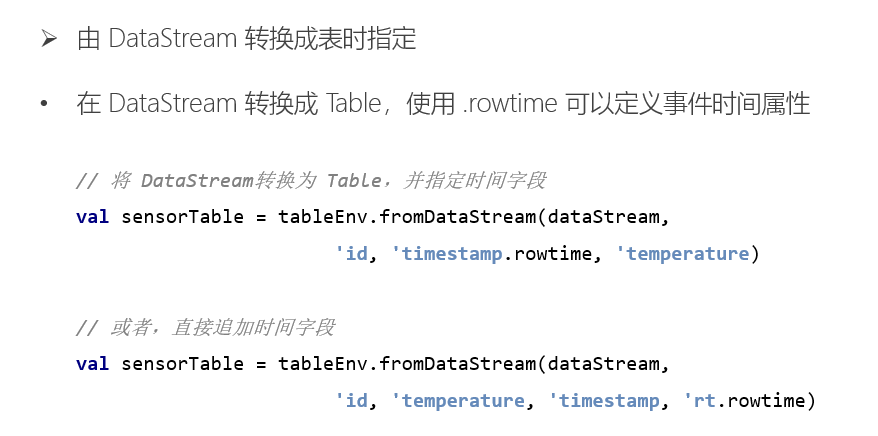 ➢ 由 DataStream 转换成表时指定
• 在 DataStream 转换成 Table，使用 .rowtime 可以定义事件时间属性
// 将 DataStream转换为 Table，并指定时间字段
val sensorTable = tableEnv.fromDataStream(dataStream,
'id, 'timestamp.rowtime, 'temperature)
// 或者，直接追加时间字段
val sensorTable = tableEnv.fromDataStream(dataStream,
'id, 'temperature, 'timestamp, 'rt.rowtime)